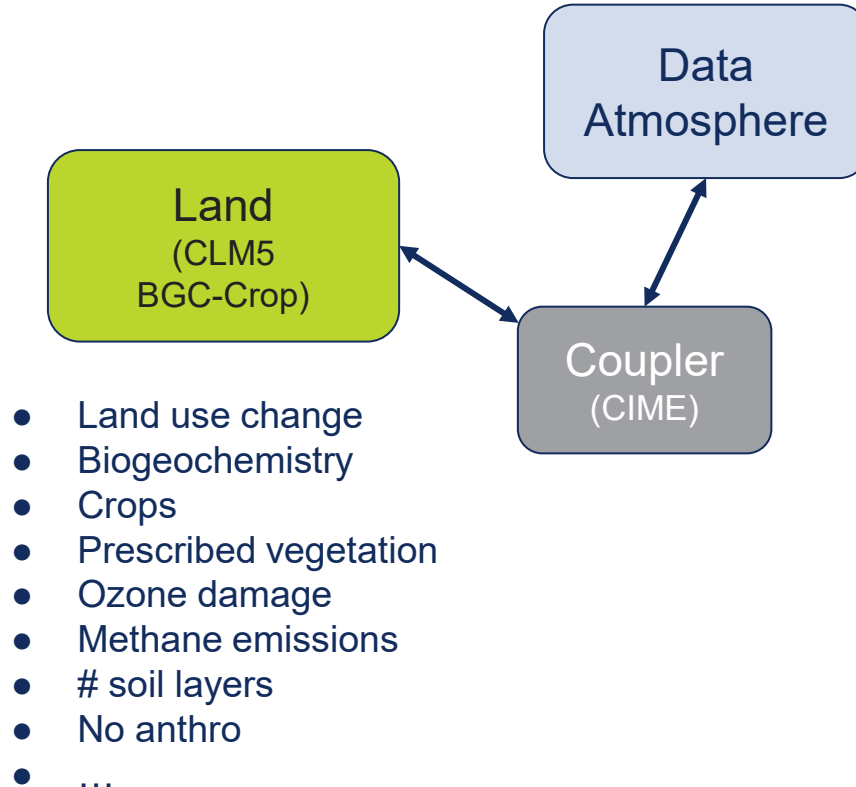 Data
Atmosphere
Land
(CLM5
BGC-Crop)
Coupler
(CIME)
● Land use change
● Biogeochemistry
● Crops
● Prescribed vegetation
● Ozone damage
● Methane emissions
● # soil layers
● No anthro
● ...